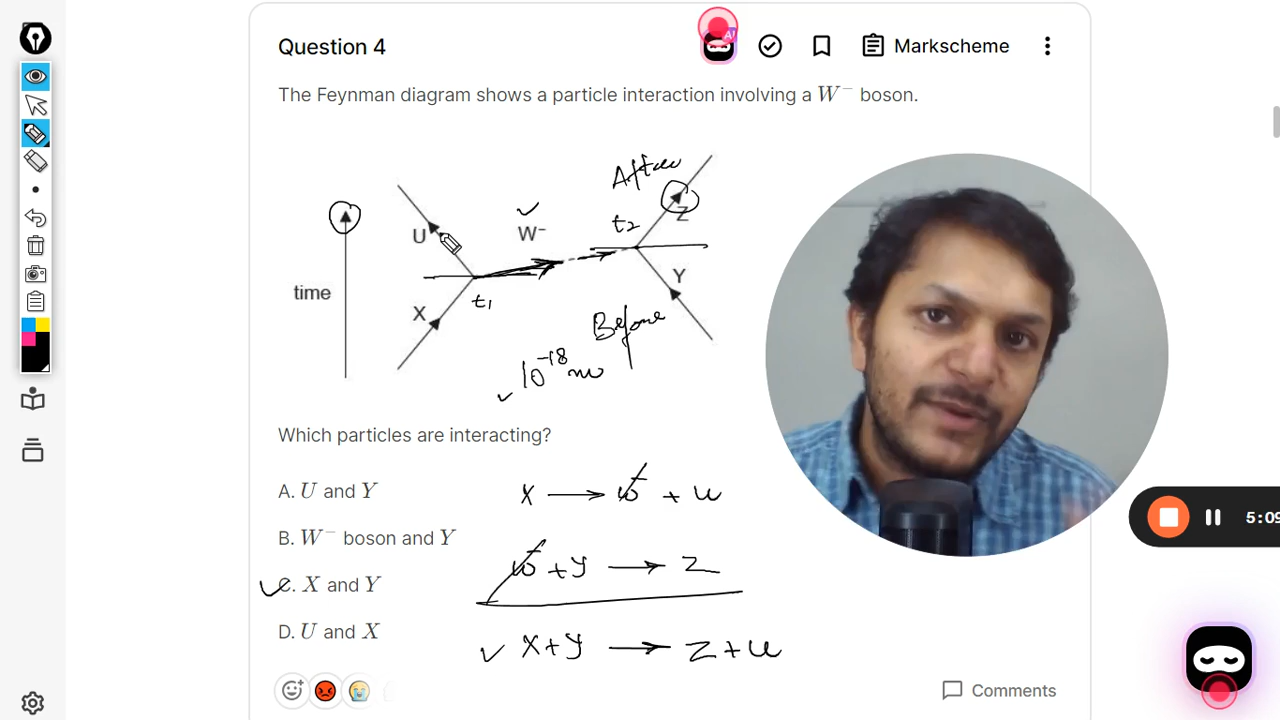 Question 4
AI
Markscheme
The Feynman diagram shows a particle interaction involving a W⁻ boson.
After
U
W⁻
t₂
Z
time
Y
X
t₁
Before
10⁻¹⁸ m
Which particles are interacting?
A. U and Y
X → W⁻ + U
B. W⁻ boson and Y
W⁻ + Y → Z
C. X and Y
D. U and X
✓ X + Y → Z + U
5:09
Comments